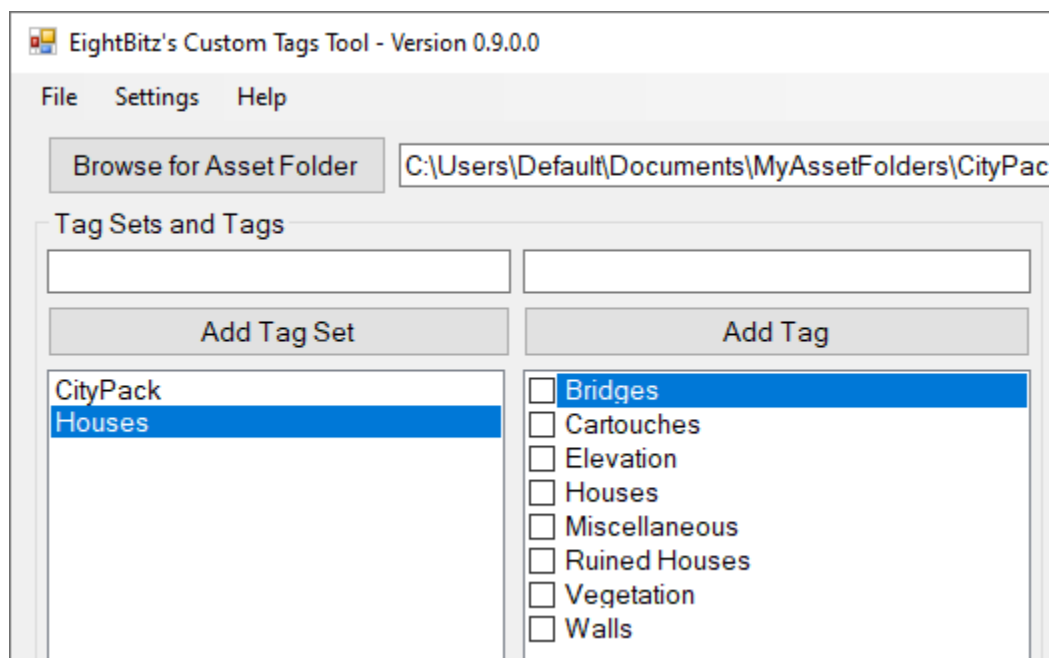 EightBitz's Custom Tags Tool - Version 0.9.0.0
File Settings Help
Browse for Asset Folder C:\Users\Default\Documents\MyAssetFolders\CityPac
Tag Sets and Tags
Add Tag Set Add Tag
CityPack
Houses
Bridges
Cartouches
Elevation
Houses
Miscellaneous
Ruined Houses
Vegetation
Walls